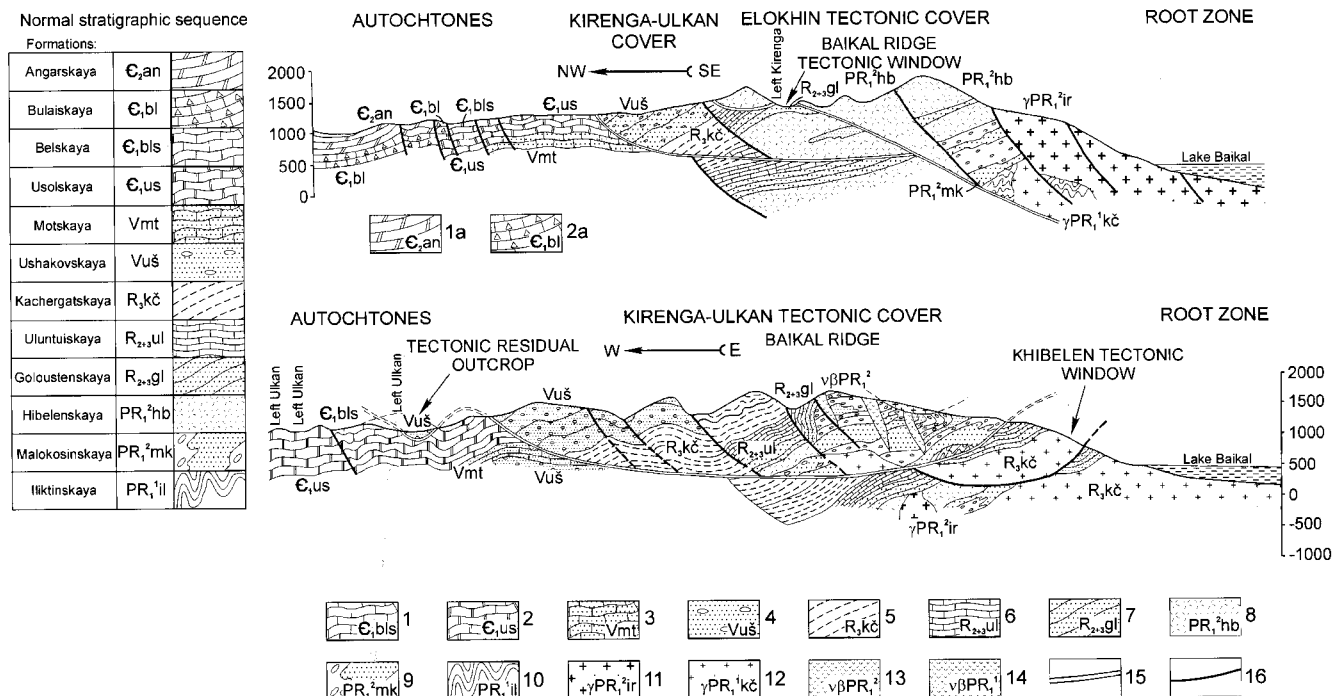 Normal stratigraphic sequence
Formations:
Angarskaya Є₂an
Bulaiskaya Є₁bl
Belskaya Є₁bls
Usolskaya Є₁us
Motskaya Vmt
Ushakovskaya Vuš
Kachergatskaya R₃kč
Uluntuiskaya R₂₊₃ul
Goloustenskaya R₂₊₃gl
Hibelenskaya PR₁²hb
Malokosinskaya PR₁²mk
Iliktinskaya PR₁¹il
AUTOCHTONES
KIRENGA-ULKAN
COVER
ELOKHIN TECTONIC COVER
ROOT ZONE
BAIKAL RIDGE
TECTONIC WINDOW
NW SE
Left Kirenga
2000
1500
1000
500
0
Є₂an
Є₁bl
Є₁bls
Є₁us
Vuš
R₂₊₃gl
PR₁²hb
PR₁²hb
γPR₁²ir
Є₁bl
Є₁us
Vmt
R₃kč
PR₁²mk
γPR₁¹kč
Lake Baikal
Є₂an 1a
Є₁bl 2a
AUTOCHTONES
KIRENGA-ULKAN TECTONIC COVER
ROOT ZONE
W E
BAIKAL RIDGE
TECTONIC RESIDUAL
OUTCROP
KHIBELEN TECTONIC
WINDOW
Left Ulkan
Left Ulkan
Left Ulkan
Є₁bls
Vuš
Vuš
R₂₊₃gl
νβPR₁²
Є₁us
Vmt
Vuš
R₃kč
R₂₊₃ul
R₃kč
R₃kč
γPR₁²ir
Lake Baikal
2000
1500
1000
500
0
-500
-1000
Є₁bls 1
Є₁us 2
Vmt 3
Vuš 4
R₃kč 5
R₂₊₃ul 6
R₂₊₃gl 7
PR₁²hb 8
PR₁²mk 9
PR₁¹il 10
γPR₁²ir 11
γPR₁¹kč 12
νβPR₁² 13
νβPR₁¹ 14
15
16